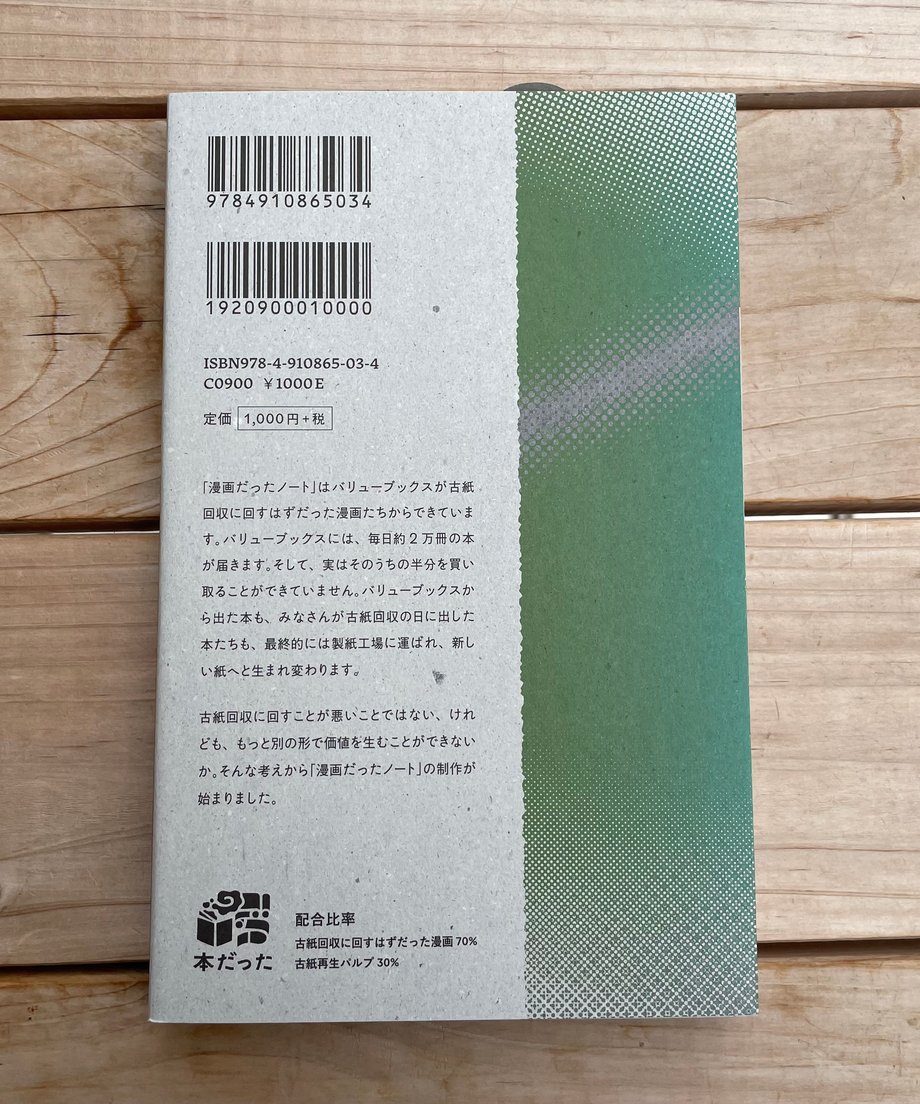 9784910865034
1920900010000
ISBN978-4-910865-03-4
C0900 ￥1000E
定価 1,000円+税
「漫画だったノート」はバリューブックスが古紙
回収に回すはずだった漫画たちからできていま
す。バリューブックスには、毎日約2万冊の本
が届きます。そして、実はそのうちの半分を買い
取ることができていません。バリューブックスか
ら出た本も、みなさんが古紙回収の日に出した
本たちも、最終的には製紙工場に運ばれ、新し
い紙へと生まれ変わります。
古紙回収に回すことが悪いことではない、けれ
ども、もっと別の形で価値を生むことができない
か。そんな考えから「漫画だったノート」の制作が
始まりました。
本だった
配合比率
古紙回収に回すはずだった漫画 70%
古紙再生パルプ 30%